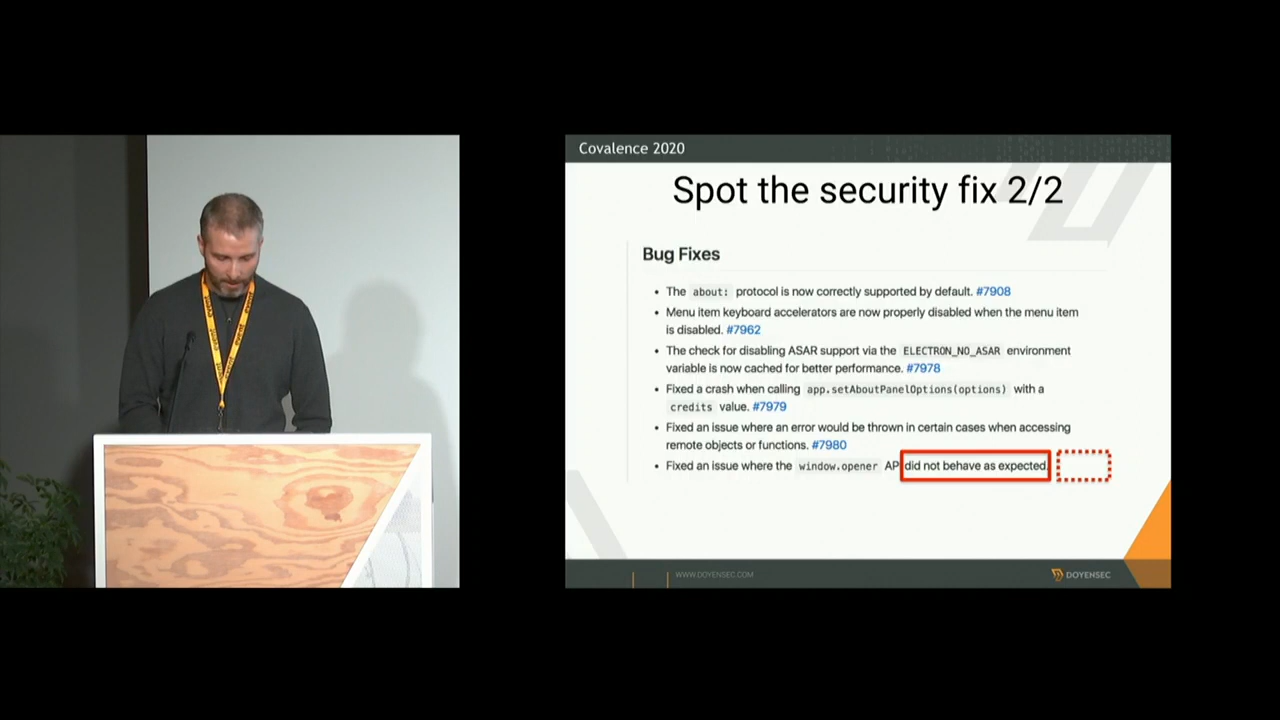 Covalence 2020
Spot the security fix 2/2
Bug Fixes
• The about: protocol is now correctly supported by default. #7908
• Menu item keyboard accelerators are now properly disabled when the menu item
is disabled. #7962
• The check for disabling ASAR support via the ELECTRON_NO_ASAR environment
variable is now cached for better performance. #7978
• Fixed a crash when calling app.setAboutPanelOptions(options) with a
credits value. #7979
• Fixed an issue where an error would be thrown in certain cases when accessing
remote objects or functions. #7980
• Fixed an issue where the window.opener AP did not behave as expected.
WWW.DOYENSEC.COM
DOYENSEC